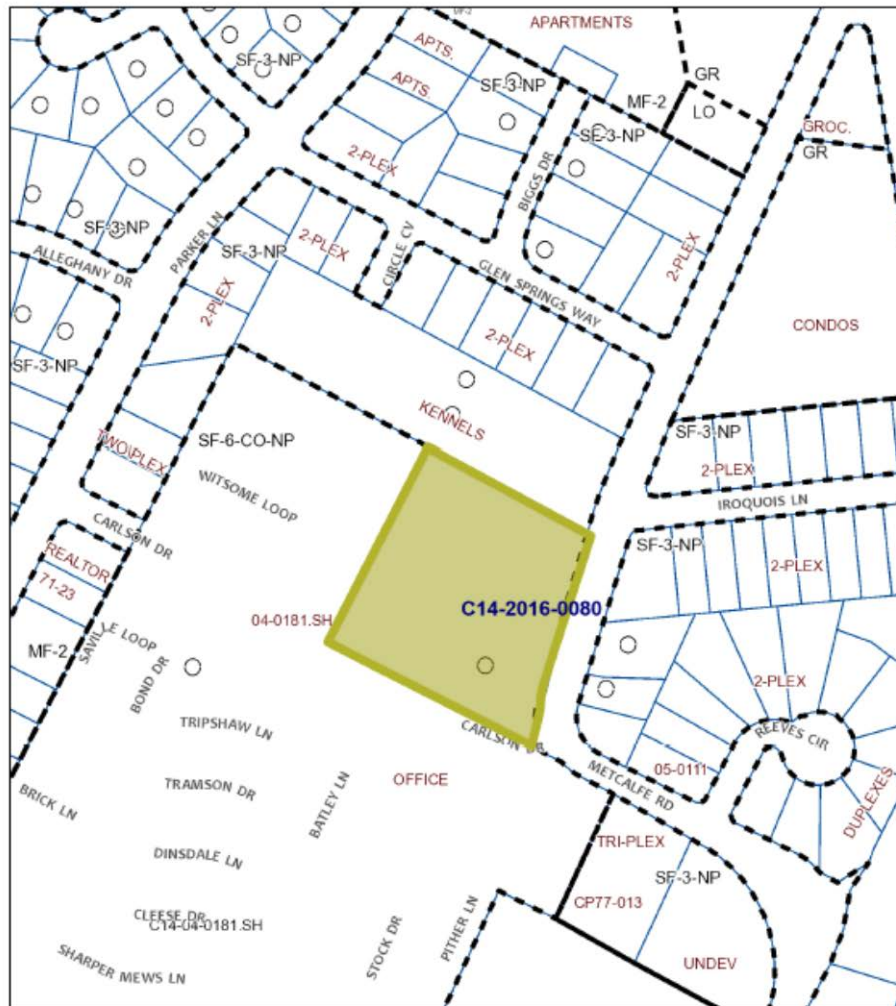 APARTMENTS
APTS.
SF-3-NP
GR
APTS.
SF-3-NP
MF-2
LO
GROC.
SF-3-NP
GR
2-PLEX
BIGGS DR
SF-3-NP
PARKER LN
SF-3-NP
2-PLEX
CIRCLE CV
2-PLEX
ALLEGHANY DR
GLEN SPRINGS WAY
2-PLEX
2-PLEX
CONDOS
SF-3-NP
KENNELS
SF-3-NP
TWO\PLEX
SF-6-CO-NP
2-PLEX
WITSOME LOOP
IROQUOIS LN
CARLSON DR
SF-3-NP
REALTOR
2-PLEX
71-23
C14-2016-0080
04-0181.SH
SAVILLE LOOP
MF-2
BOND DR
2-PLEX
TRIPSHAW LN
CARLSON DR
REEVES CIR
OFFICE
METCALFE RD
05-0111
TRAMSON DR
BATLEY LN
DUPLEXES
BRICK LN
TRI-PLEX
DINSDALE LN
SF-3-NP
CP77-013
CLEESE DR
C14-04-0181.SH
STOCK DR
PITHER LN
SHARPER MEWS LN
UNDEV